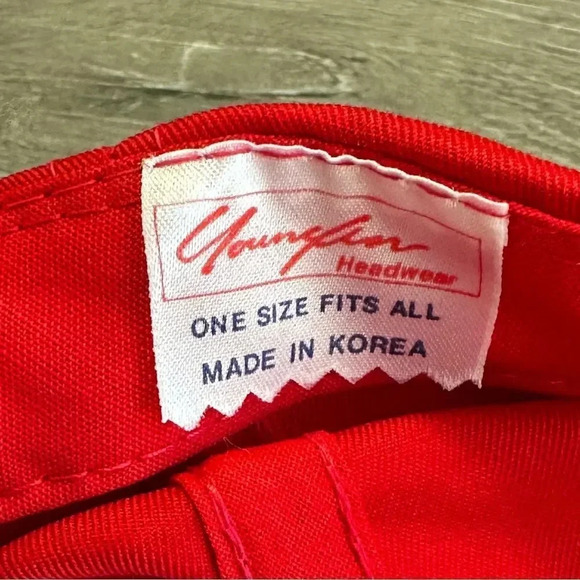 Youngan
Headwear
ONE SIZE FITS ALL
MADE IN KOREA